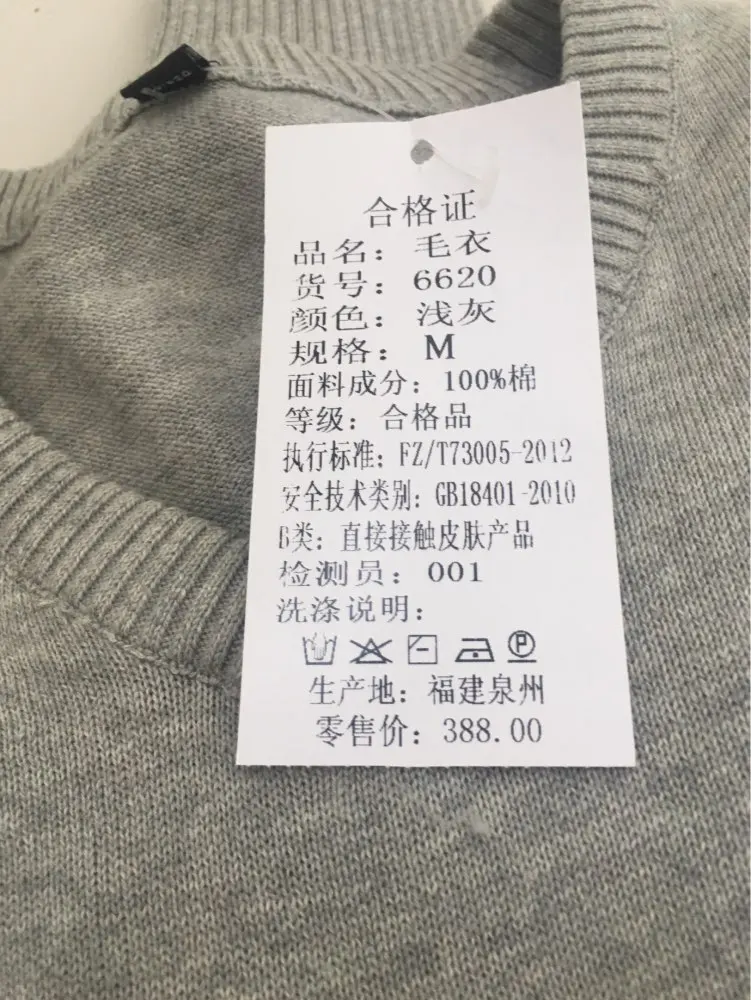 合格证
品名：毛衣
货号：6620
颜色：浅灰
规格：M
面料成分：100%棉
等级：合格品
执行标准：FZ/T73005-2012
安全技术类别：GB18401-2010
B类：直接接触皮肤产品
检测员：001
洗涤说明：
P
生产地：福建泉州
零售价：388.00